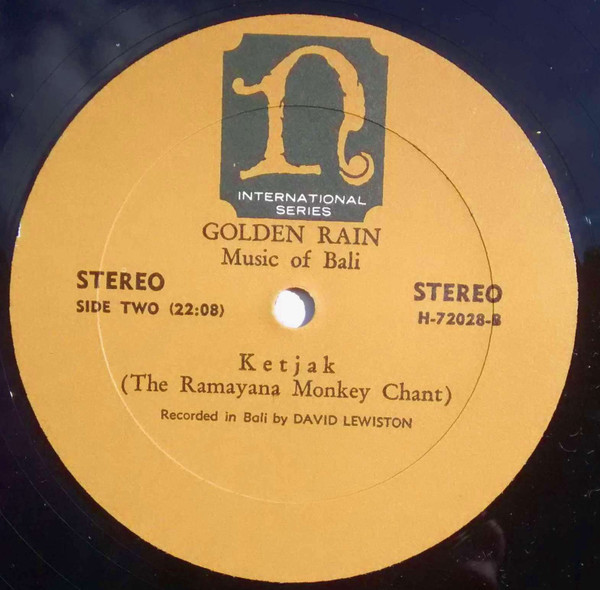 n
INTERNATIONAL
SERIES
GOLDEN RAIN
Music of Bali
STEREO
SIDE TWO (22:08)
STEREO
H-72028-B
Ketjak
(The Ramayana Monkey Chant)
Recorded in Bali by DAVID LEWISTON